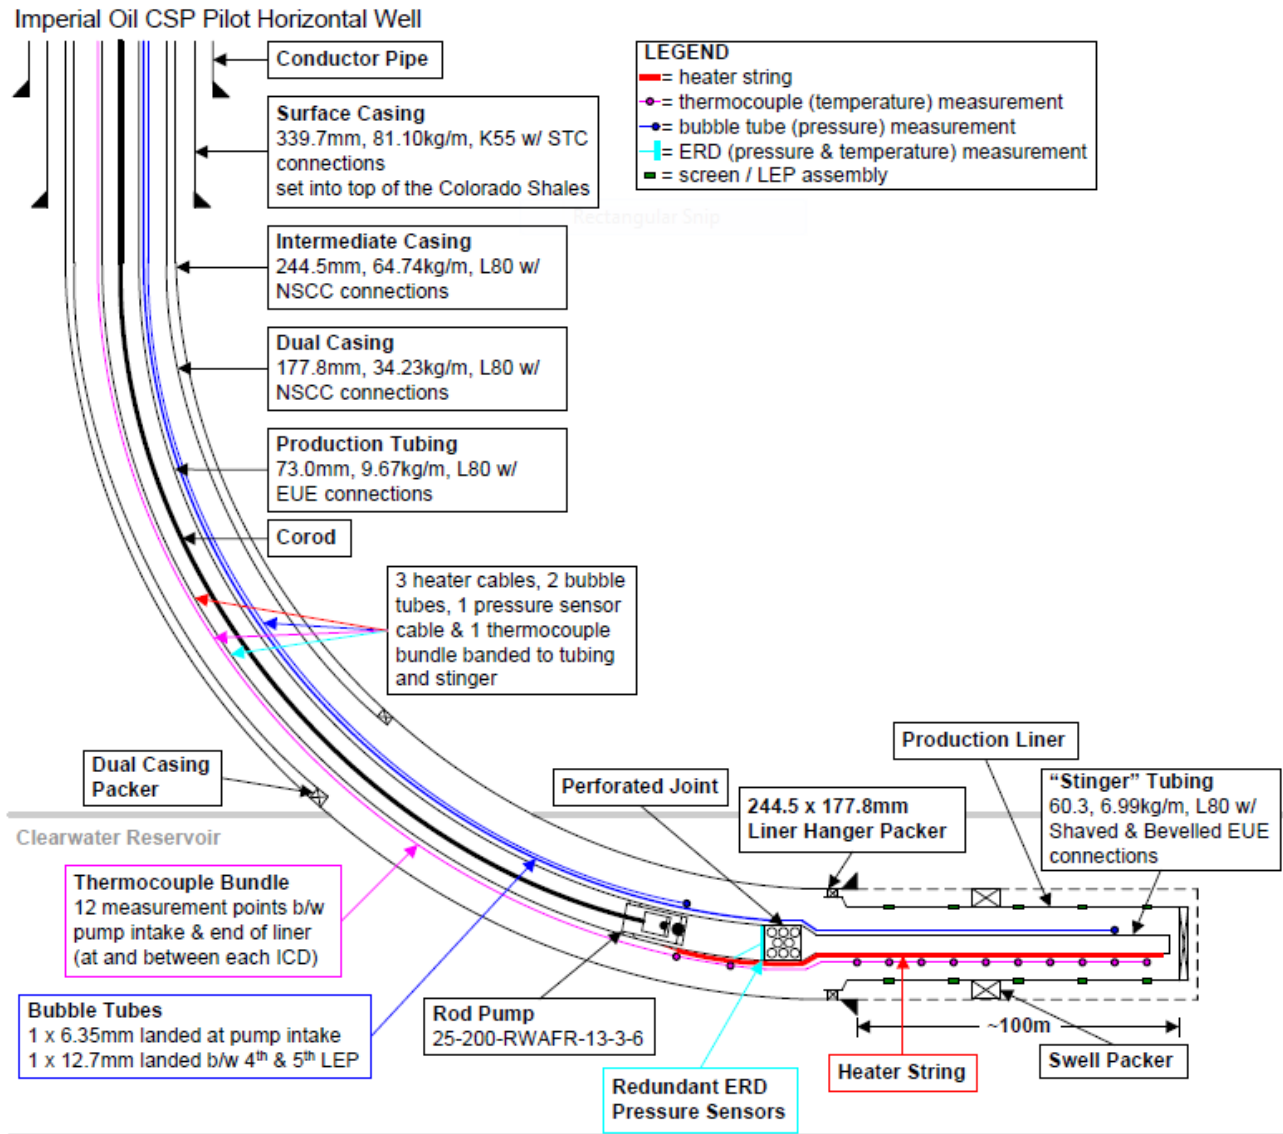 Imperial Oil CSP Pilot Horizontal Well
Conductor Pipe
Surface Casing
339.7mm, 81.10kg/m, K55 w/ STC
connections
set into top of the Colorado Shales
LEGEND
= heater string
= thermocouple (temperature) measurement
= bubble tube (pressure) measurement
= ERD (pressure & temperature) measurement
= screen / LEP assembly
Rectangular Snip
Intermediate Casing
244.5mm, 64.74kg/m, L80 w/
NSCC connections
Dual Casing
177.8mm, 34.23kg/m, L80 w/
NSCC connections
Production Tubing
73.0mm, 9.67kg/m, L80 w/
EUE connections
Corod
3 heater cables, 2 bubble
tubes, 1 pressure sensor
cable & 1 thermocouple
bundle banded to tubing
and stinger
Dual Casing
Packer
Perforated Joint
Production Liner
244.5 x 177.8mm
Liner Hanger Packer
“Stinger” Tubing
60.3, 6.99kg/m, L80 w/
Shaved & Bevelled EUE
connections
Clearwater Reservoir
Thermocouple Bundle
12 measurement points b/w
pump intake & end of liner
(at and between each ICD)
Bubble Tubes
1 x 6.35mm landed at pump intake
1 x 12.7mm landed b/w 4th & 5th LEP
Rod Pump
25-200-RWAFR-13-3-6
Redundant ERD
Pressure Sensors
~100m
Heater String
Swell Packer